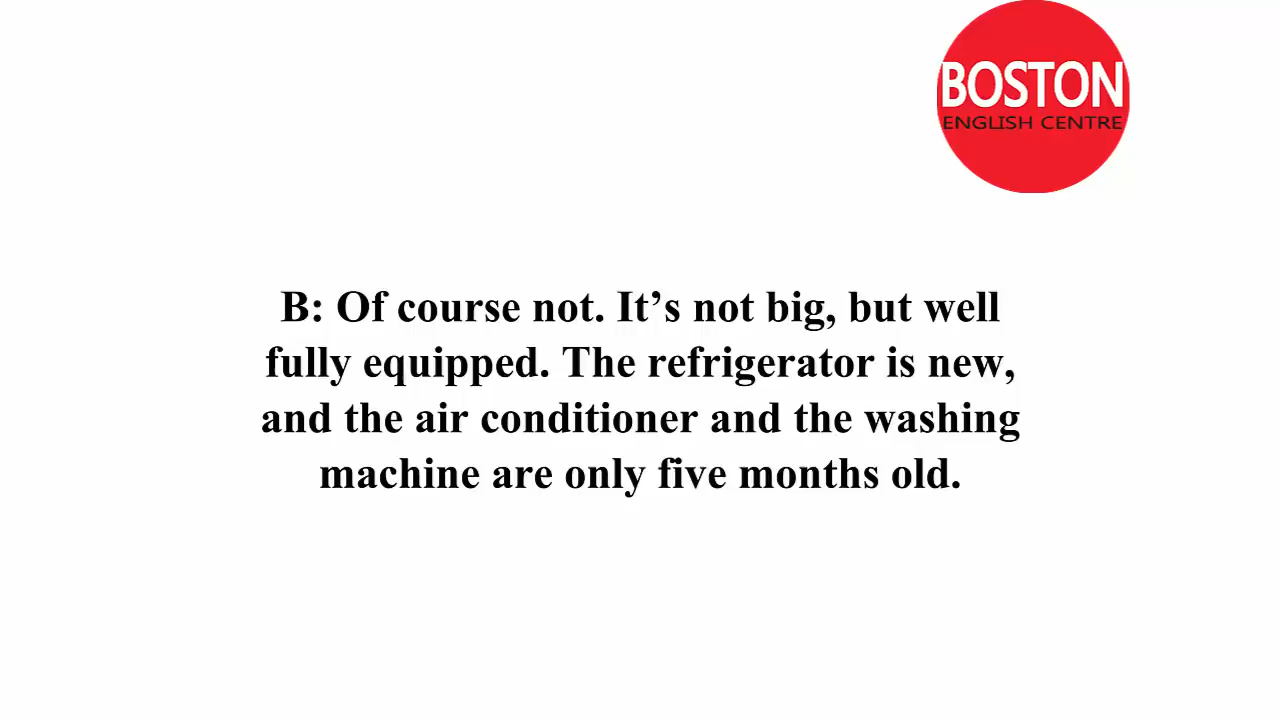 BOSTON
ENGLISH CENTRE
B: Of course not. It’s not big, but well
fully equipped. The refrigerator is new,
and the air conditioner and the washing
machine are only five months old.